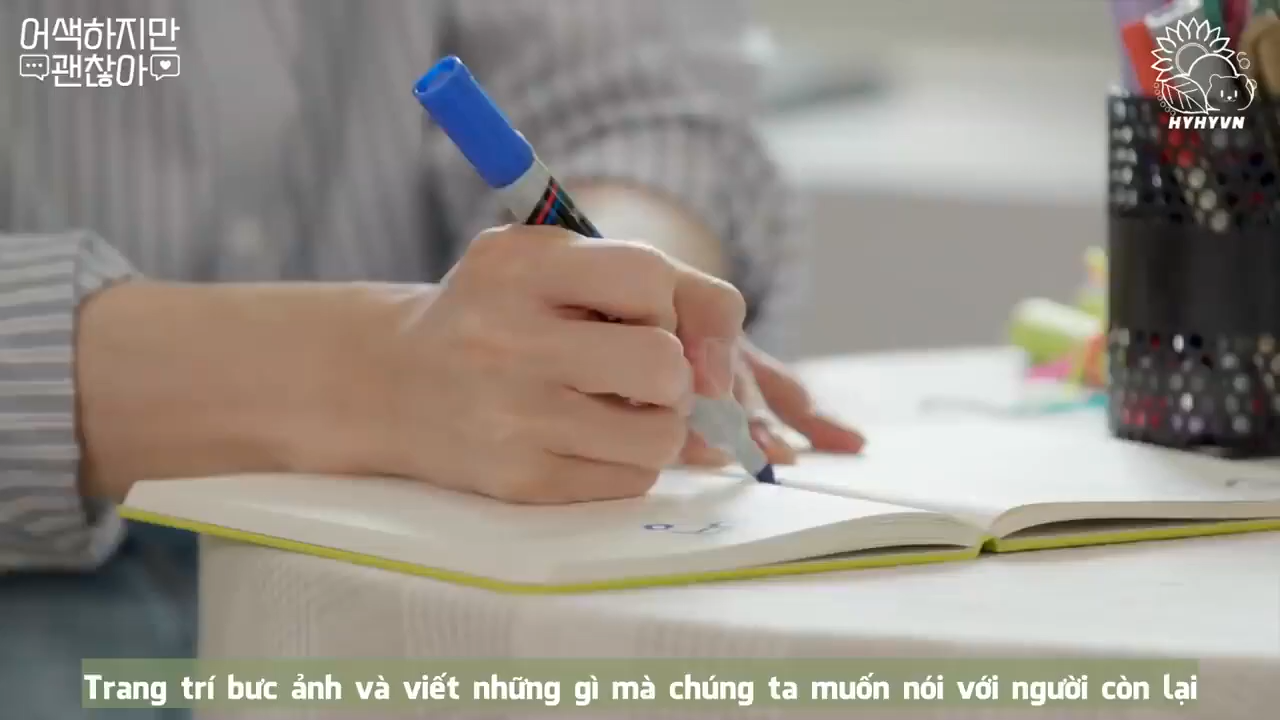 어색하지만
괜찮아
HYHYVN
Trang trí bưc ảnh và viết những gì mà chúng ta muốn nói với người còn lại